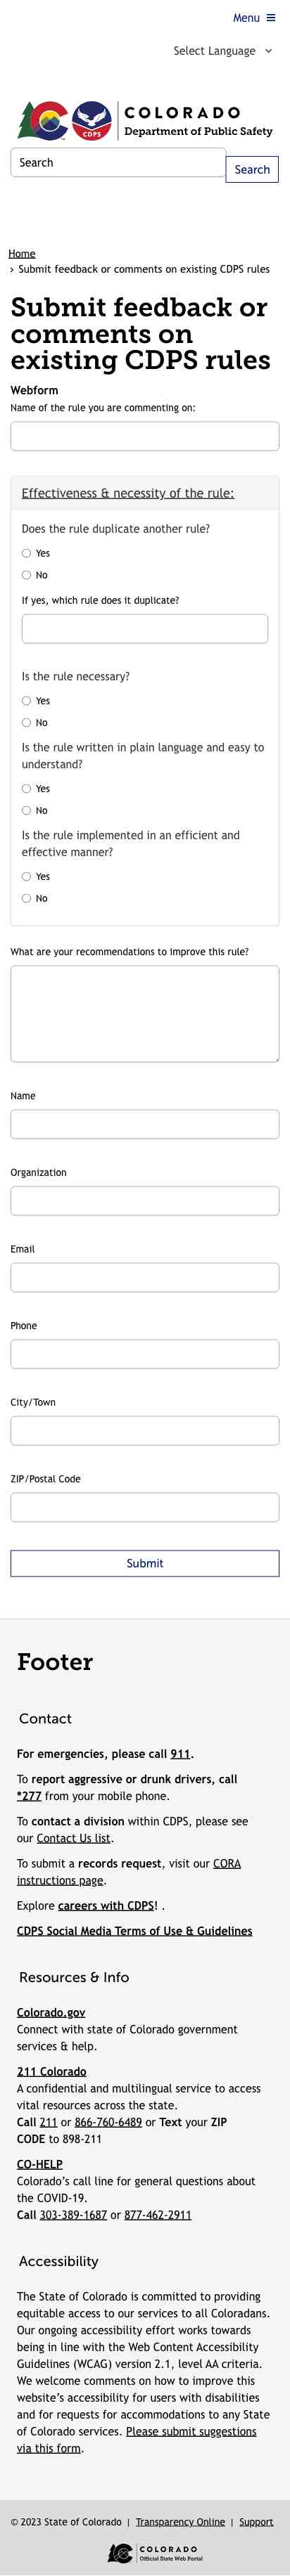 Menu
Select Language
COLORADO
Department of Public Safety
CDPS
Search
Search
Home
› Submit feedback or comments on existing CDPS rules
Submit feedback or
comments on
existing CDPS rules
Webform
Name of the rule you are commenting on:
Effectiveness & necessity of the rule:
Does the rule duplicate another rule?
Yes
No
If yes, which rule does it duplicate?
Is the rule necessary?
Yes
No
Is the rule written in plain language and easy to
understand?
Yes
No
Is the rule implemented in an efficient and
effective manner?
Yes
No
What are your recommendations to improve this rule?
Name
Organization
Email
Phone
City/Town
ZIP/Postal Code
Submit
Footer
Contact
For emergencies, please call 911.
To report aggressive or drunk drivers, call
*277 from your mobile phone.
To contact a division within CDPS, please see
our Contact Us list.
To submit a records request, visit our CORA
instructions page.
Explore careers with CDPS! .
CDPS Social Media Terms of Use & Guidelines
Resources & Info
Colorado.gov
Connect with state of Colorado government
services & help.
211 Colorado
A confidential and multilingual service to access
vital resources across the state.
Call 211 or 866-760-6489 or Text your ZIP
CODE to 898-211
CO-HELP
Colorado’s call line for general questions about
the COVID-19.
Call 303-389-1687 or 877-462-2911
Accessibility
The State of Colorado is committed to providing
equitable access to our services to all Coloradans.
Our ongoing accessibility effort works towards
being in line with the Web Content Accessibility
Guidelines (WCAG) version 2.1, level AA criteria.
We welcome comments on how to improve this
website’s accessibility for users with disabilities
and for requests for accommodations to any State
of Colorado services. Please submit suggestions
via this form.
© 2023 State of Colorado | Transparency Online | Support
COLORADO
Official State Web Portal